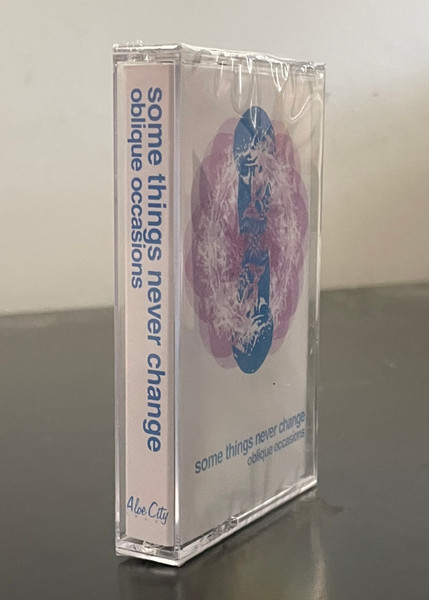 some things never change
oblique occasions
Aloe City
some things never change
oblique occasions